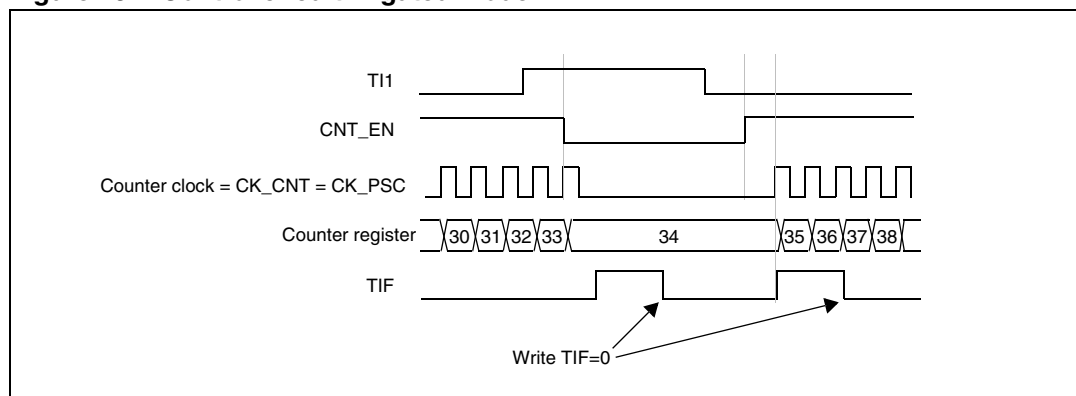 TI1
CNT_EN
Counter clock = CK_CNT = CK_PSC
Counter register 30 31 32 33 34 35 36 37 38
TIF
Write TIF=0